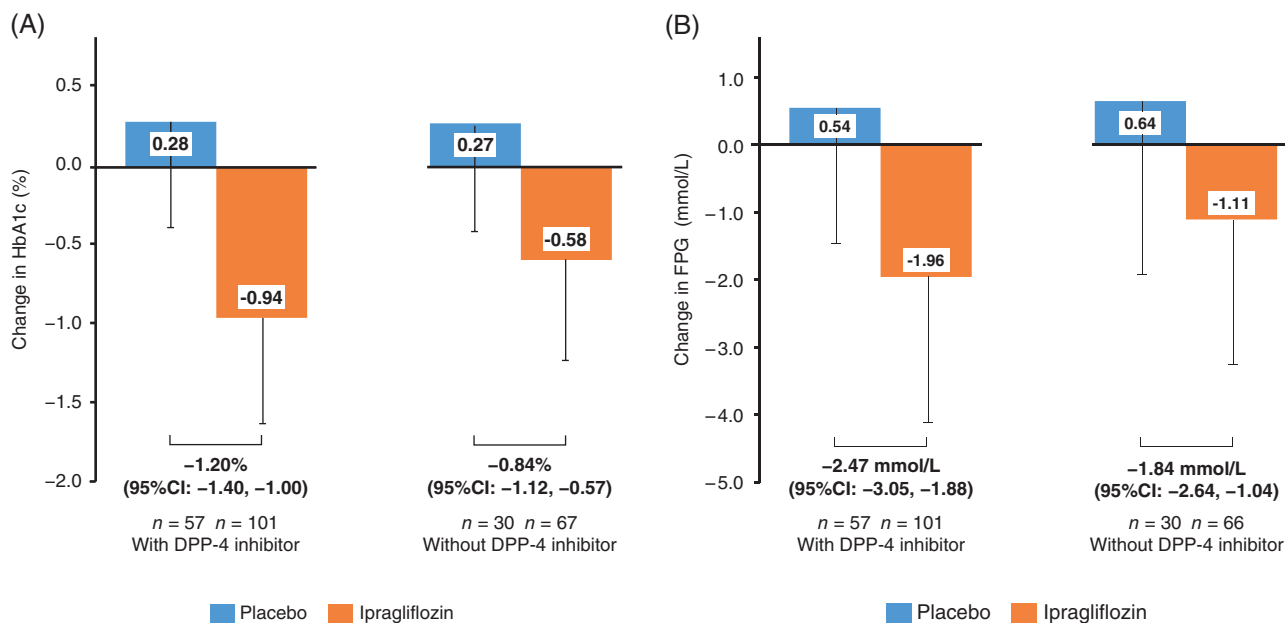 (A)
Change in HbA1c (%)
0.5
0.0
−0.5
−1.0
−1.5
−2.0
0.28
-0.94
0.27
-0.58
−1.20%
(95%CI: −1.40, −1.00)
n = 57 n = 101
With DPP-4 inhibitor
−0.84%
(95%CI: −1.12, −0.57)
n = 30 n = 67
Without DPP-4 inhibitor
Placebo Ipragliflozin
(B)
Change in FPG (mmol/L)
1.0
0.0
−1.0
−2.0
−3.0
−4.0
−5.0
0.54
-1.96
0.64
-1.11
−2.47 mmol/L
(95%CI: −3.05, −1.88)
n = 57 n = 101
With DPP-4 inhibitor
−1.84 mmol/L
(95%CI: −2.64, −1.04)
n = 30 n = 66
Without DPP-4 inhibitor
Placebo Ipragliflozin